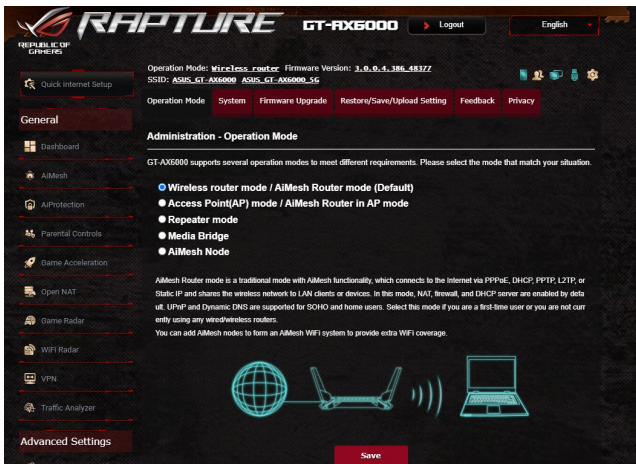 RAPTURE GT-AX6000 Logout English
REPUBLIC OF
GAMERS
Operation Mode: Wireless router Firmware Version: 3.0.0.4.386_48377
SSID: ASUS_GT-AX6000 ASUS_GT-AX6000_5G
Quick Internet Setup
Operation Mode System Firmware Upgrade Restore/Save/Upload Setting Feedback Privacy
General
Administration - Operation Mode
Dashboard
GT-AX6000 supports several operation modes to meet different requirements. Please select the mode that match your situation.
AiMesh
Wireless router mode / AiMesh Router mode (Default)
AiProtection
Access Point(AP) mode / AiMesh Router in AP mode
Repeater mode
Parental Controls
Media Bridge
AiMesh Node
Game Acceleration
AiMesh Router mode is a traditional mode with AiMesh functionality, which connects to the Internet via PPPoE, DHCP, PPTP, L2TP, or
Open NAT
Static IP and shares the wireless network to LAN clients or devices. In this mode, NAT, firewall, and DHCP server are enabled by defa
ult. UPnP and Dynamic DNS are supported for SOHO and home users. Select this mode if you are a first-time user or you are not curr
Game Radar
ently using any wired/wireless routers.
You can add AiMesh nodes to form an AiMesh WiFi system to provide extra WiFi coverage.
WiFi Radar
VPN
Traffic Analyzer
Advanced Settings
Save